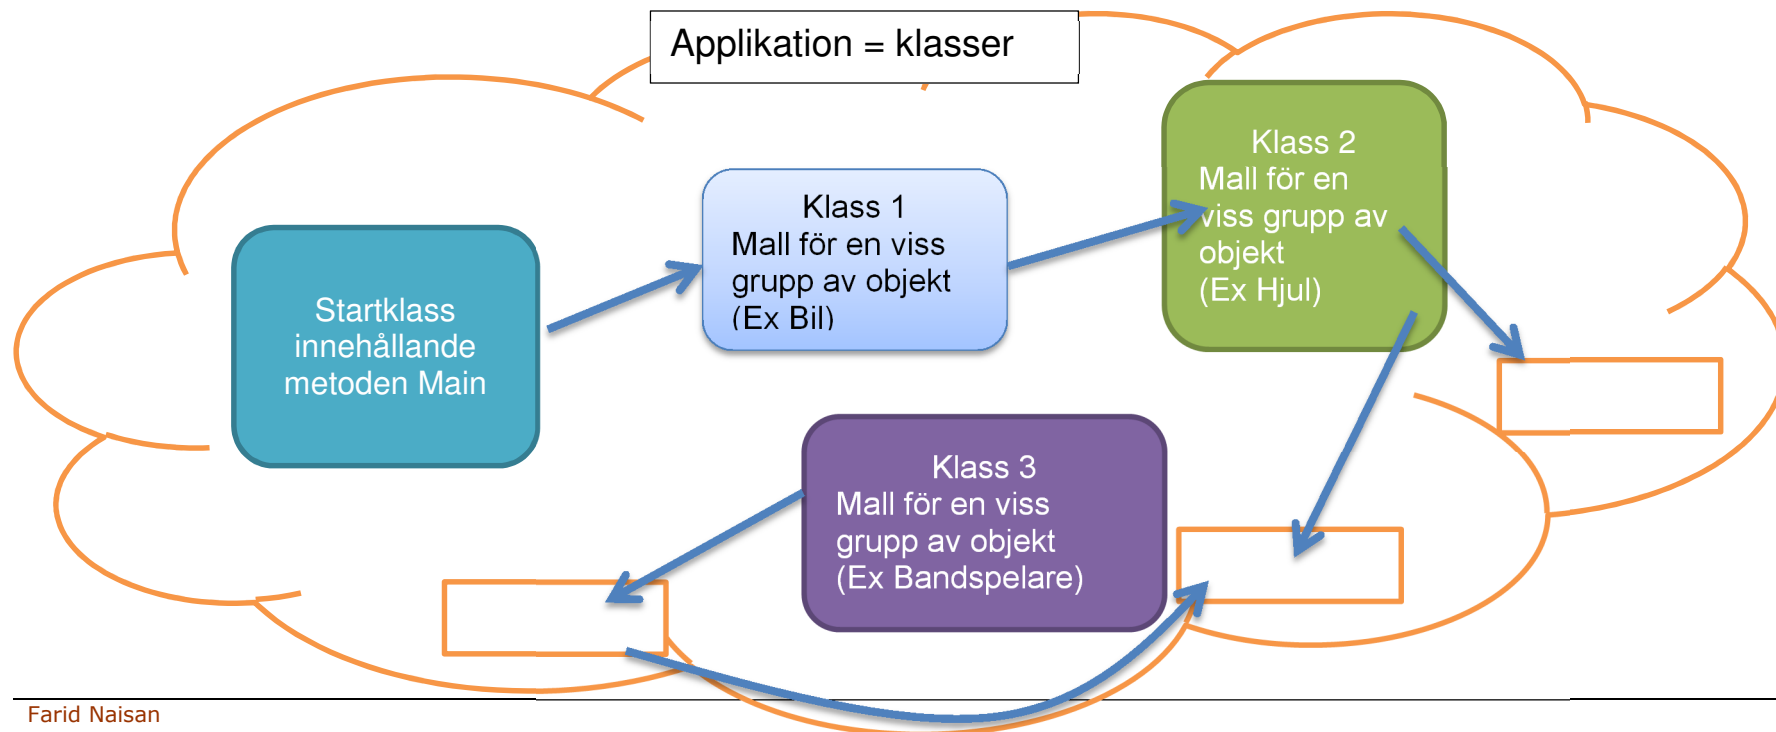 Applikation = klasser
Klass 2
Mall för en
viss grupp av
objekt
(Ex Hjul)
Klass 1
Mall för en viss
grupp av objekt
(Ex Bil)
Startklass
innehållande
metoden Main
Klass 3
Mall för en viss
grupp av objekt
(Ex Bandspelare)
Farid Naisan